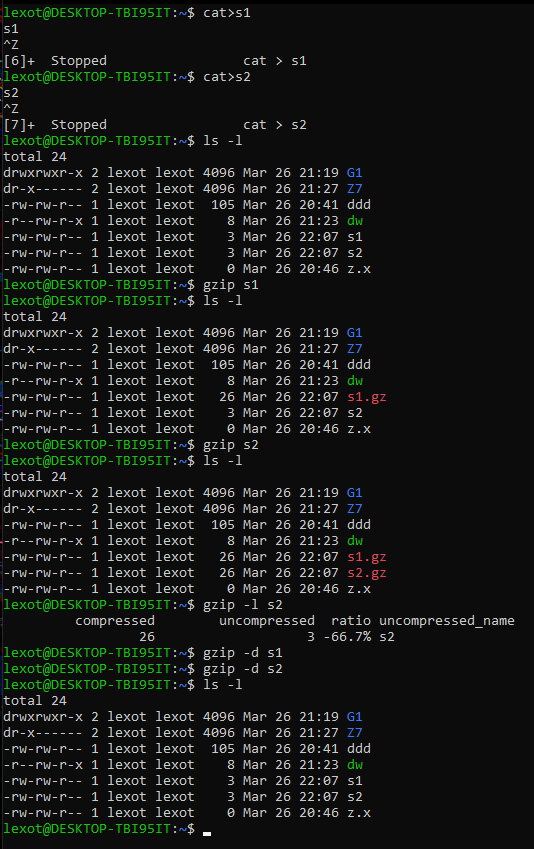 lexot@DESKTOP-TBI95IT:~$ cat>s1
s1
^Z
[6]+  Stopped                 cat > s1
lexot@DESKTOP-TBI95IT:~$ cat>s2
s2
^Z
[7]+  Stopped                 cat > s2
lexot@DESKTOP-TBI95IT:~$ ls -l
total 24
drwxrwxr-x 2 lexot lexot 4096 Mar 26 21:19 G1
dr-x------ 2 lexot lexot 4096 Mar 26 21:27 Z7
-rw-rw-r-- 1 lexot lexot  105 Mar 26 20:41 ddd
-r--rw-r-x 1 lexot lexot    8 Mar 26 21:23 dw
-rw-rw-r-- 1 lexot lexot    3 Mar 26 22:07 s1
-rw-rw-r-- 1 lexot lexot    3 Mar 26 22:07 s2
-rw-rw-r-- 1 lexot lexot    0 Mar 26 20:46 z.x
lexot@DESKTOP-TBI95IT:~$ gzip s1
lexot@DESKTOP-TBI95IT:~$ ls -l
total 24
drwxrwxr-x 2 lexot lexot 4096 Mar 26 21:19 G1
dr-x------ 2 lexot lexot 4096 Mar 26 21:27 Z7
-rw-rw-r-- 1 lexot lexot  105 Mar 26 20:41 ddd
-r--rw-r-x 1 lexot lexot    8 Mar 26 21:23 dw
-rw-rw-r-- 1 lexot lexot   26 Mar 26 22:07 s1.gz
-rw-rw-r-- 1 lexot lexot    3 Mar 26 22:07 s2
-rw-rw-r-- 1 lexot lexot    0 Mar 26 20:46 z.x
lexot@DESKTOP-TBI95IT:~$ gzip s2
lexot@DESKTOP-TBI95IT:~$ ls -l
total 24
drwxrwxr-x 2 lexot lexot 4096 Mar 26 21:19 G1
dr-x------ 2 lexot lexot 4096 Mar 26 21:27 Z7
-rw-rw-r-- 1 lexot lexot  105 Mar 26 20:41 ddd
-r--rw-r-x 1 lexot lexot    8 Mar 26 21:23 dw
-rw-rw-r-- 1 lexot lexot   26 Mar 26 22:07 s1.gz
-rw-rw-r-- 1 lexot lexot   26 Mar 26 22:07 s2.gz
-rw-rw-r-- 1 lexot lexot    0 Mar 26 20:46 z.x
lexot@DESKTOP-TBI95IT:~$ gzip -l s2
         compressed        uncompressed  ratio uncompressed_name
                 26                   3 -66.7% s2
lexot@DESKTOP-TBI95IT:~$ gzip -d s1
lexot@DESKTOP-TBI95IT:~$ gzip -d s2
lexot@DESKTOP-TBI95IT:~$ ls -l
total 24
drwxrwxr-x 2 lexot lexot 4096 Mar 26 21:19 G1
dr-x------ 2 lexot lexot 4096 Mar 26 21:27 Z7
-rw-rw-r-- 1 lexot lexot  105 Mar 26 20:41 ddd
-r--rw-r-x 1 lexot lexot    8 Mar 26 21:23 dw
-rw-rw-r-- 1 lexot lexot    3 Mar 26 22:07 s1
-rw-rw-r-- 1 lexot lexot    3 Mar 26 22:07 s2
-rw-rw-r-- 1 lexot lexot    0 Mar 26 20:46 z.x
lexot@DESKTOP-TBI95IT:~$